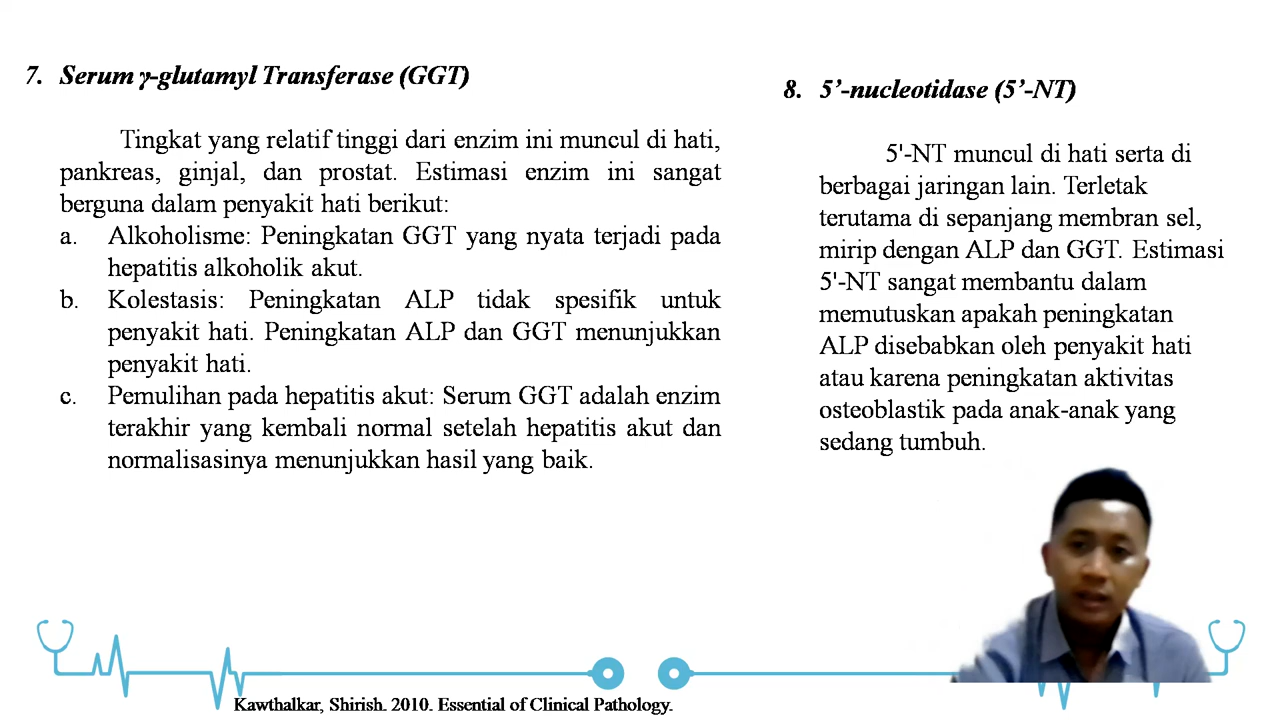 7. Serum γ-glutamyl Transferase (GGT)
Tingkat yang relatif tinggi dari enzim ini muncul di hati,
pankreas, ginjal, dan prostat. Estimasi enzim ini sangat
berguna dalam penyakit hati berikut:
a. Alkoholisme: Peningkatan GGT yang nyata terjadi pada
hepatitis alkoholik akut.
b. Kolestasis: Peningkatan ALP tidak spesifik untuk
penyakit hati. Peningkatan ALP dan GGT menunjukkan
penyakit hati.
c. Pemulihan pada hepatitis akut: Serum GGT adalah enzim
terakhir yang kembali normal setelah hepatitis akut dan
normalisasinya menunjukkan hasil yang baik.
8. 5’-nucleotidase (5’-NT)
5'-NT muncul di hati serta di
berbagai jaringan lain. Terletak
terutama di sepanjang membran sel,
mirip dengan ALP dan GGT. Estimasi
5'-NT sangat membantu dalam
memutuskan apakah peningkatan
ALP disebabkan oleh penyakit hati
atau karena peningkatan aktivitas
osteoblastik pada anak-anak yang
sedang tumbuh.
Kawthalkar, Shirish. 2010. Essential of Clinical Pathology.